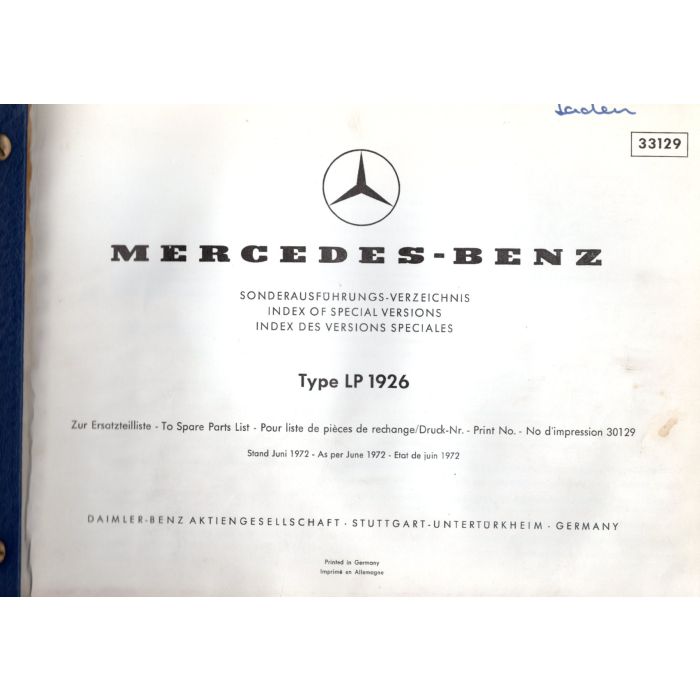 Laden
33129
MERCEDES-BENZ
SONDERAUSFÜHRUNGS-VERZEICHNIS
INDEX OF SPECIAL VERSIONS
INDEX DES VERSIONS SPECIALES
Type LP 1926
Zur Ersatzteilliste - To Spare Parts List - Pour liste de pièces de rechange/Druck-Nr. - Print No. - No d'impression 30129
Stand Juni 1972 - As per June 1972 - Etat de juin 1972
DAIMLER-BENZ AKTIENGESELLSCHAFT · STUTTGART-UNTERTÜRKHEIM · GERMANY
Printed in Germany
Imprimé en Allemagne